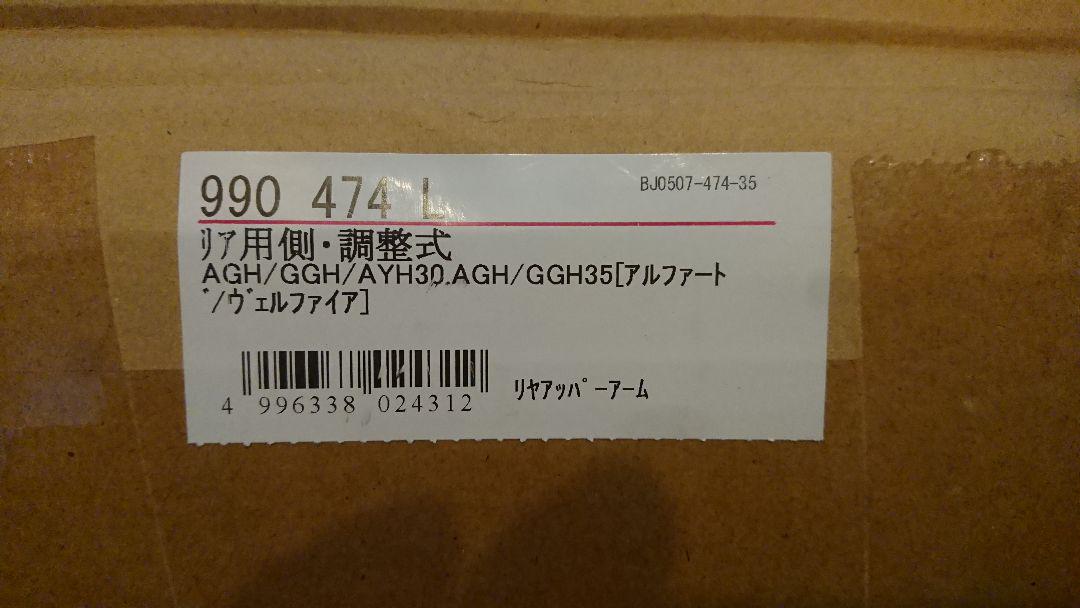 990 474 L
BJ0507-474-35
ﾘｱ用側・調整式
AGH/GGH/AYH30.AGH/GGH35[アルファート
ﾞ/ヴェルファイア]
4 996338 024312
ﾘﾔｱｯﾊﾟｰｱｰﾑ